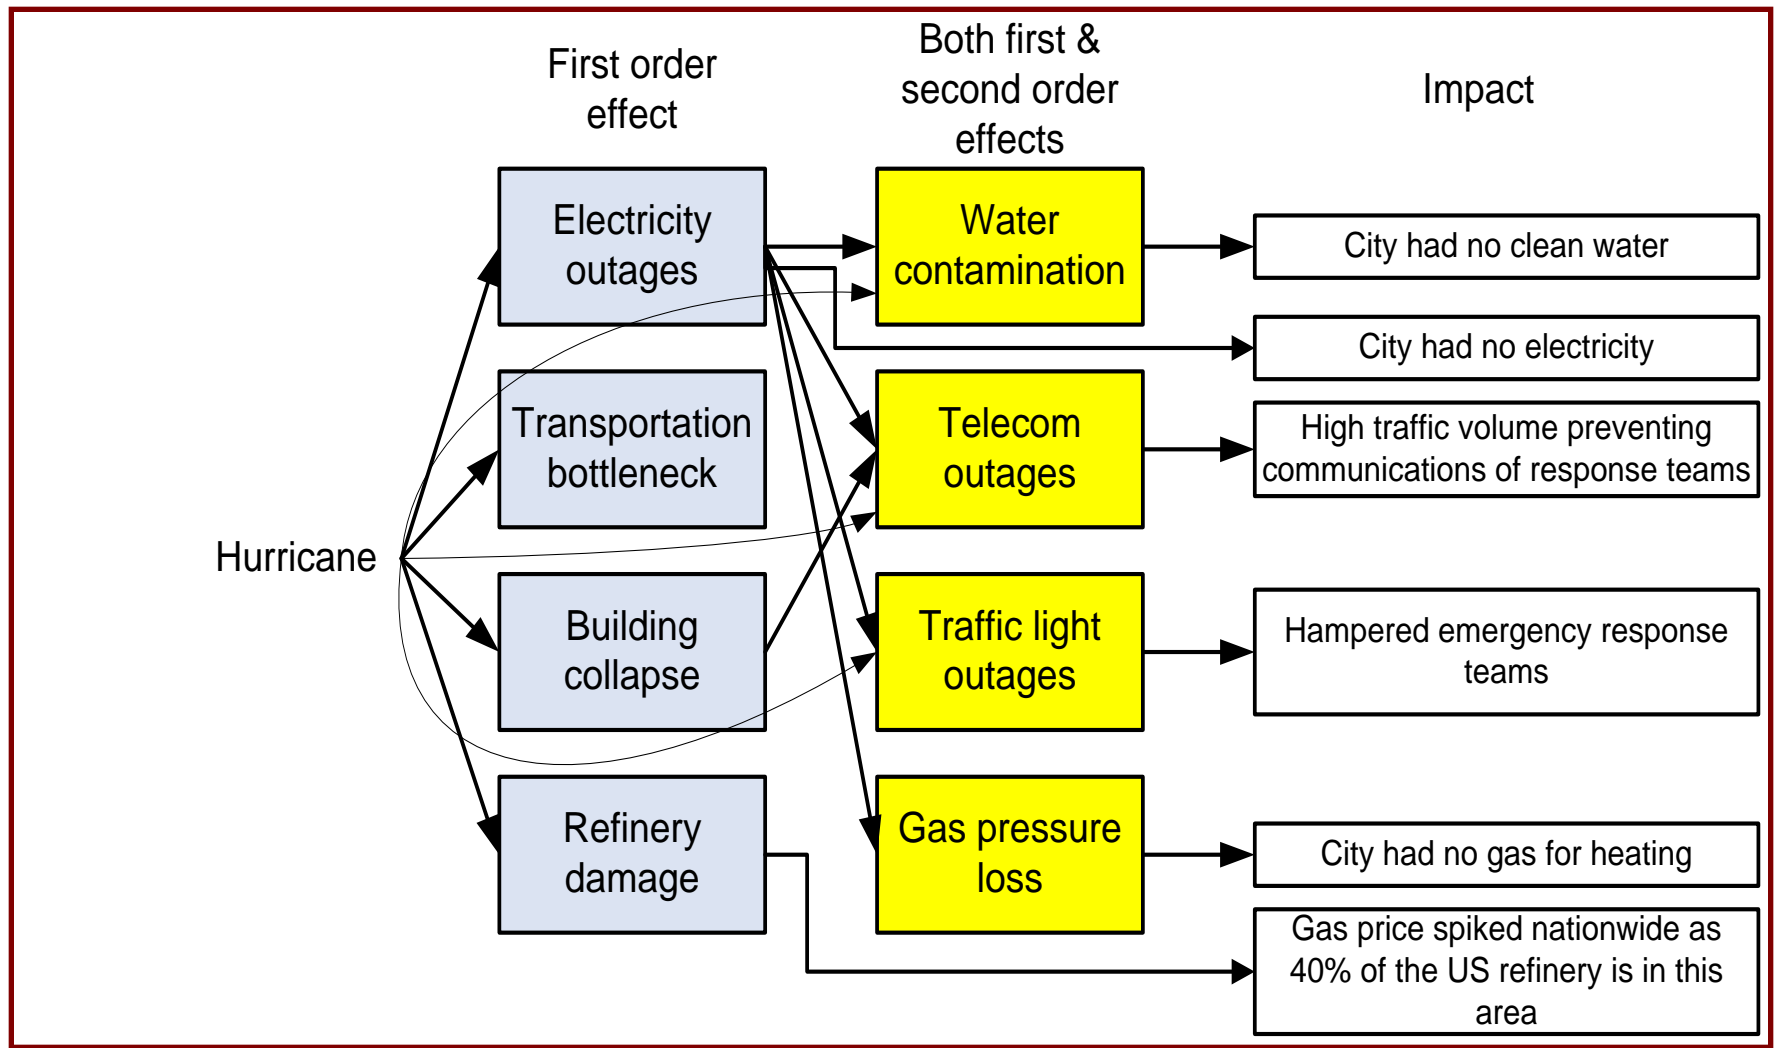 First order
effect
Both first &
second order
effects
Impact
Electricity
outages
Water
contamination
City had no clean water
City had no electricity
Transportation
bottleneck
Telecom
outages
High traffic volume preventing
communications of response teams
Hurricane
Building
collapse
Traffic light
outages
Hampered emergency response
teams
Refinery
damage
Gas pressure
loss
City had no gas for heating
Gas price spiked nationwide as
40% of the US refinery is in this
area